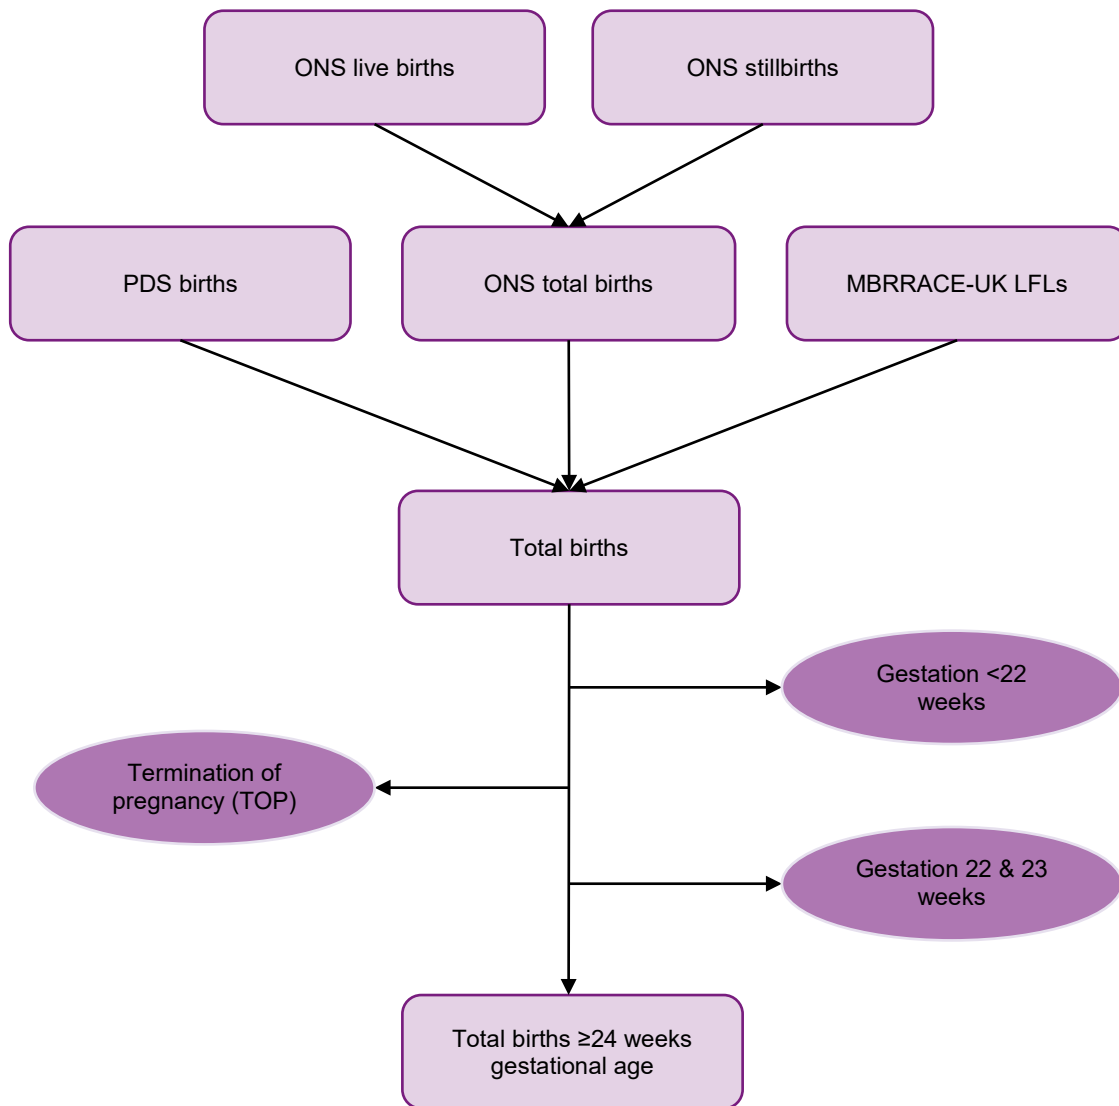 ONS live births
ONS stillbirths
PDS births
ONS total births
MBRRACE-UK LFLs
Total births
Gestation <22
weeks
Termination of
pregnancy (TOP)
Gestation 22 & 23
weeks
Total births ≥24 weeks
gestational age